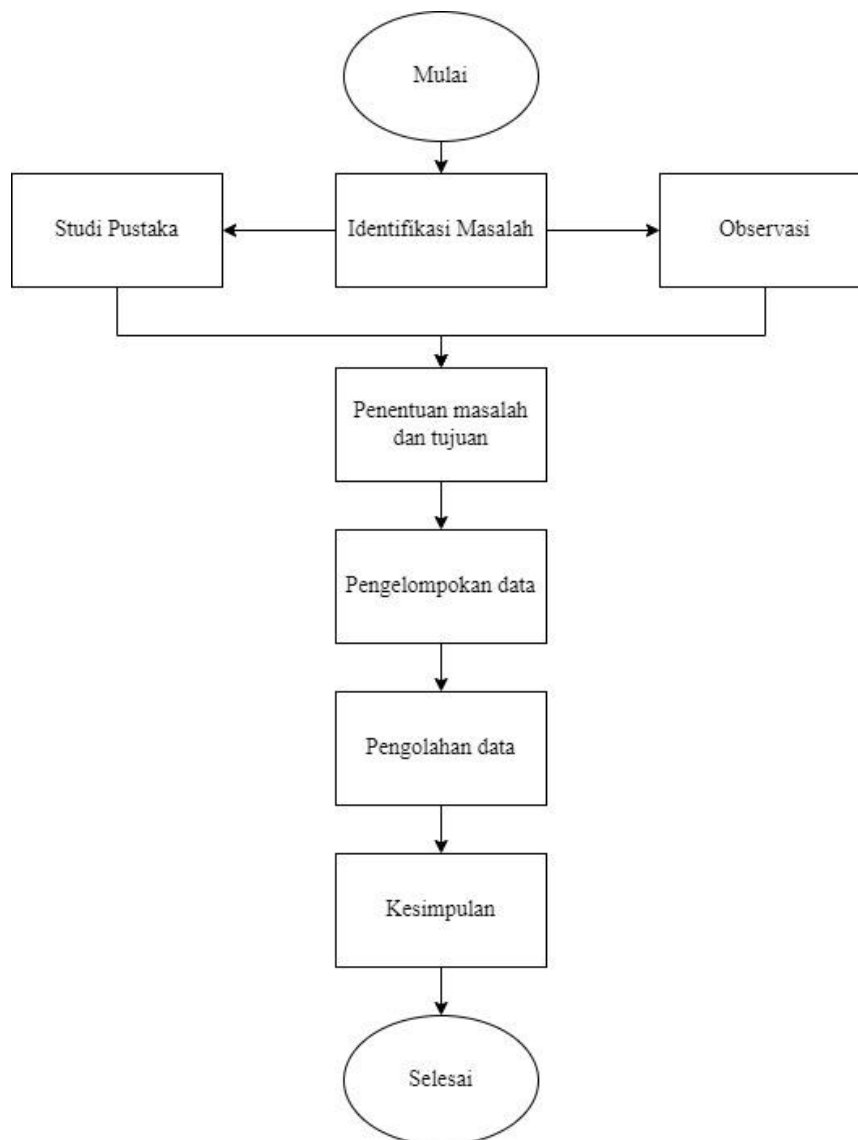 Mulai
Studi Pustaka
Identifikasi Masalah
Observasi
Penentuan masalah
dan tujuan
Pengelompokan data
Pengolahan data
Kesimpulan
Selesai